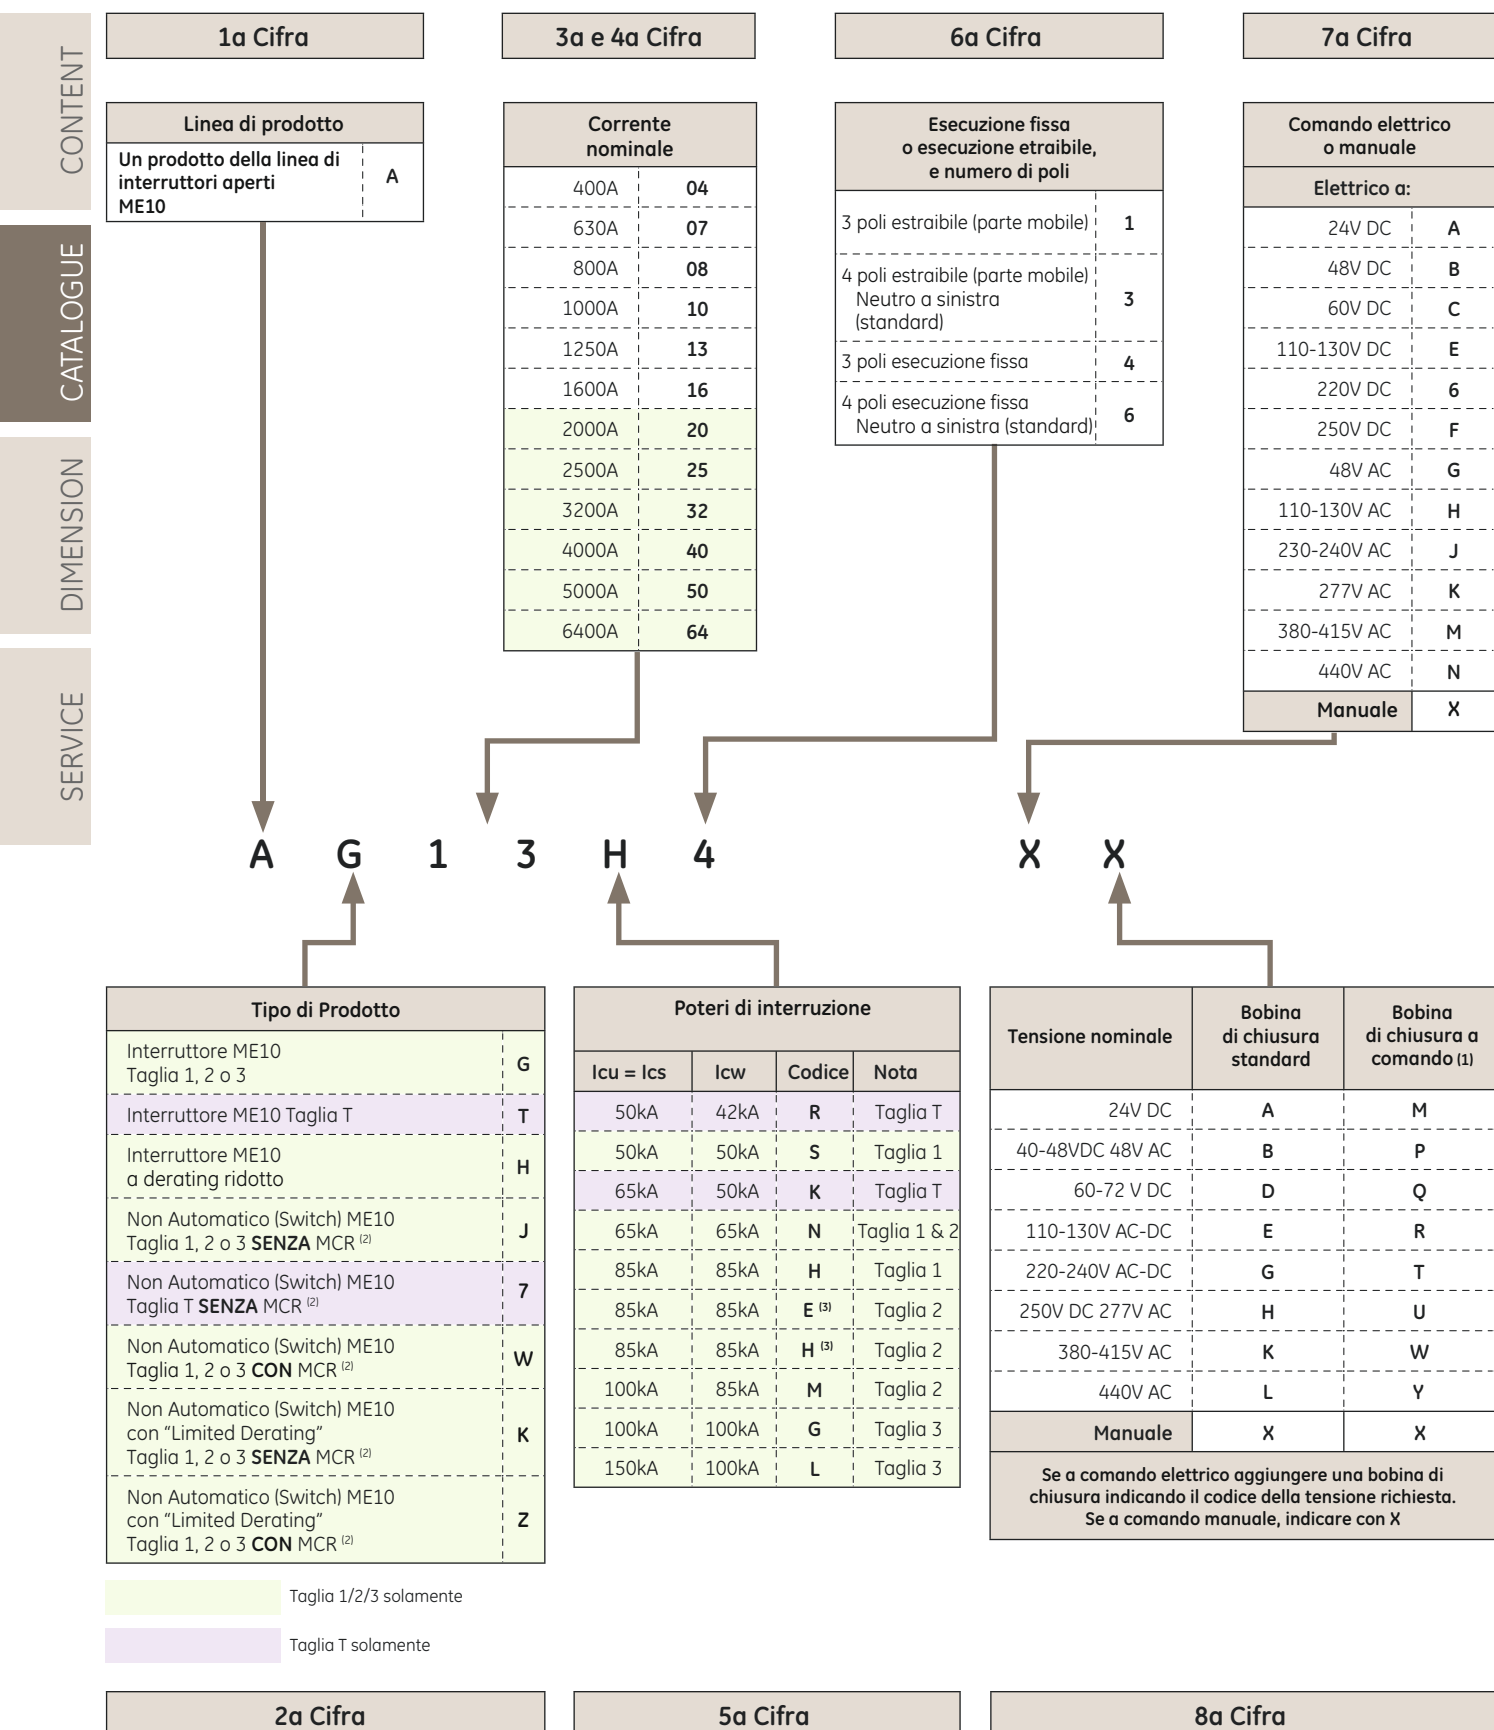 CONTENT
CATALOGUE
DIMENSION
SERVICE
1a Cifra
3a e 4a Cifra
6a Cifra
7a Cifra
Linea di prodotto
Un prodotto della linea di
interruttori aperti
ME10
A
Corrente
nominale
400A 04
630A 07
800A 08
1000A 10
1250A 13
1600A 16
2000A 20
2500A 25
3200A 32
4000A 40
5000A 50
6400A 64
Esecuzione fissa
o esecuzione etraibile,
e numero di poli
3 poli estraibile (parte mobile) 1
4 poli estraibile (parte mobile)
Neutro a sinistra
(standard)
3
3 poli esecuzione fissa 4
4 poli esecuzione fissa
Neutro a sinistra (standard)
6
Comando elettrico
o manuale
Elettrico a:
24V DC A
48V DC B
60V DC C
110-130V DC E
220V DC 6
250V DC F
48V AC G
110-130V AC H
230-240V AC J
277V AC K
380-415V AC M
440V AC N
Manuale X
A G 1 3 H 4 X X
Tipo di Prodotto
Interruttore ME10
Taglia 1, 2 o 3
G
Interruttore ME10 Taglia T T
Interruttore ME10
a derating ridotto
H
Non Automatico (Switch) ME10
Taglia 1, 2 o 3 SENZA MCR (2)
J
Non Automatico (Switch) ME10
Taglia T SENZA MCR (2)
7
Non Automatico (Switch) ME10
Taglia 1, 2 o 3 CON MCR (2)
W
Non Automatico (Switch) ME10
con “Limited Derating”
Taglia 1, 2 o 3 SENZA MCR (2)
K
Non Automatico (Switch) ME10
con “Limited Derating”
Taglia 1, 2 o 3 CON MCR (2)
Z
Poteri di interruzione
Icu = Ics Icw Codice Nota
50kA 42kA R Taglia T
50kA 50kA S Taglia 1
65kA 50kA K Taglia T
65kA 65kA N Taglia 1 & 2
85kA 85kA H Taglia 1
85kA 85kA E (3) Taglia 2
85kA 85kA H (3) Taglia 2
100kA 85kA M Taglia 2
100kA 100kA G Taglia 3
150kA 100kA L Taglia 3
Tensione nominale
Bobina
di chiusura
standard
Bobina
di chiusura a
comando (1)
24V DC A M
40-48VDC 48V AC B P
60-72 V DC D Q
110-130V AC-DC E R
220-240V AC-DC G T
250V DC 277V AC H U
380-415V AC K W
440V AC L Y
Manuale X X
Se a comando elettrico aggiungere una bobina di
chiusura indicando il codice della tensione richiesta.
Se a comando manuale, indicare con X
Taglia 1/2/3 solamente
Taglia T solamente
2a Cifra
5a Cifra
8a Cifra